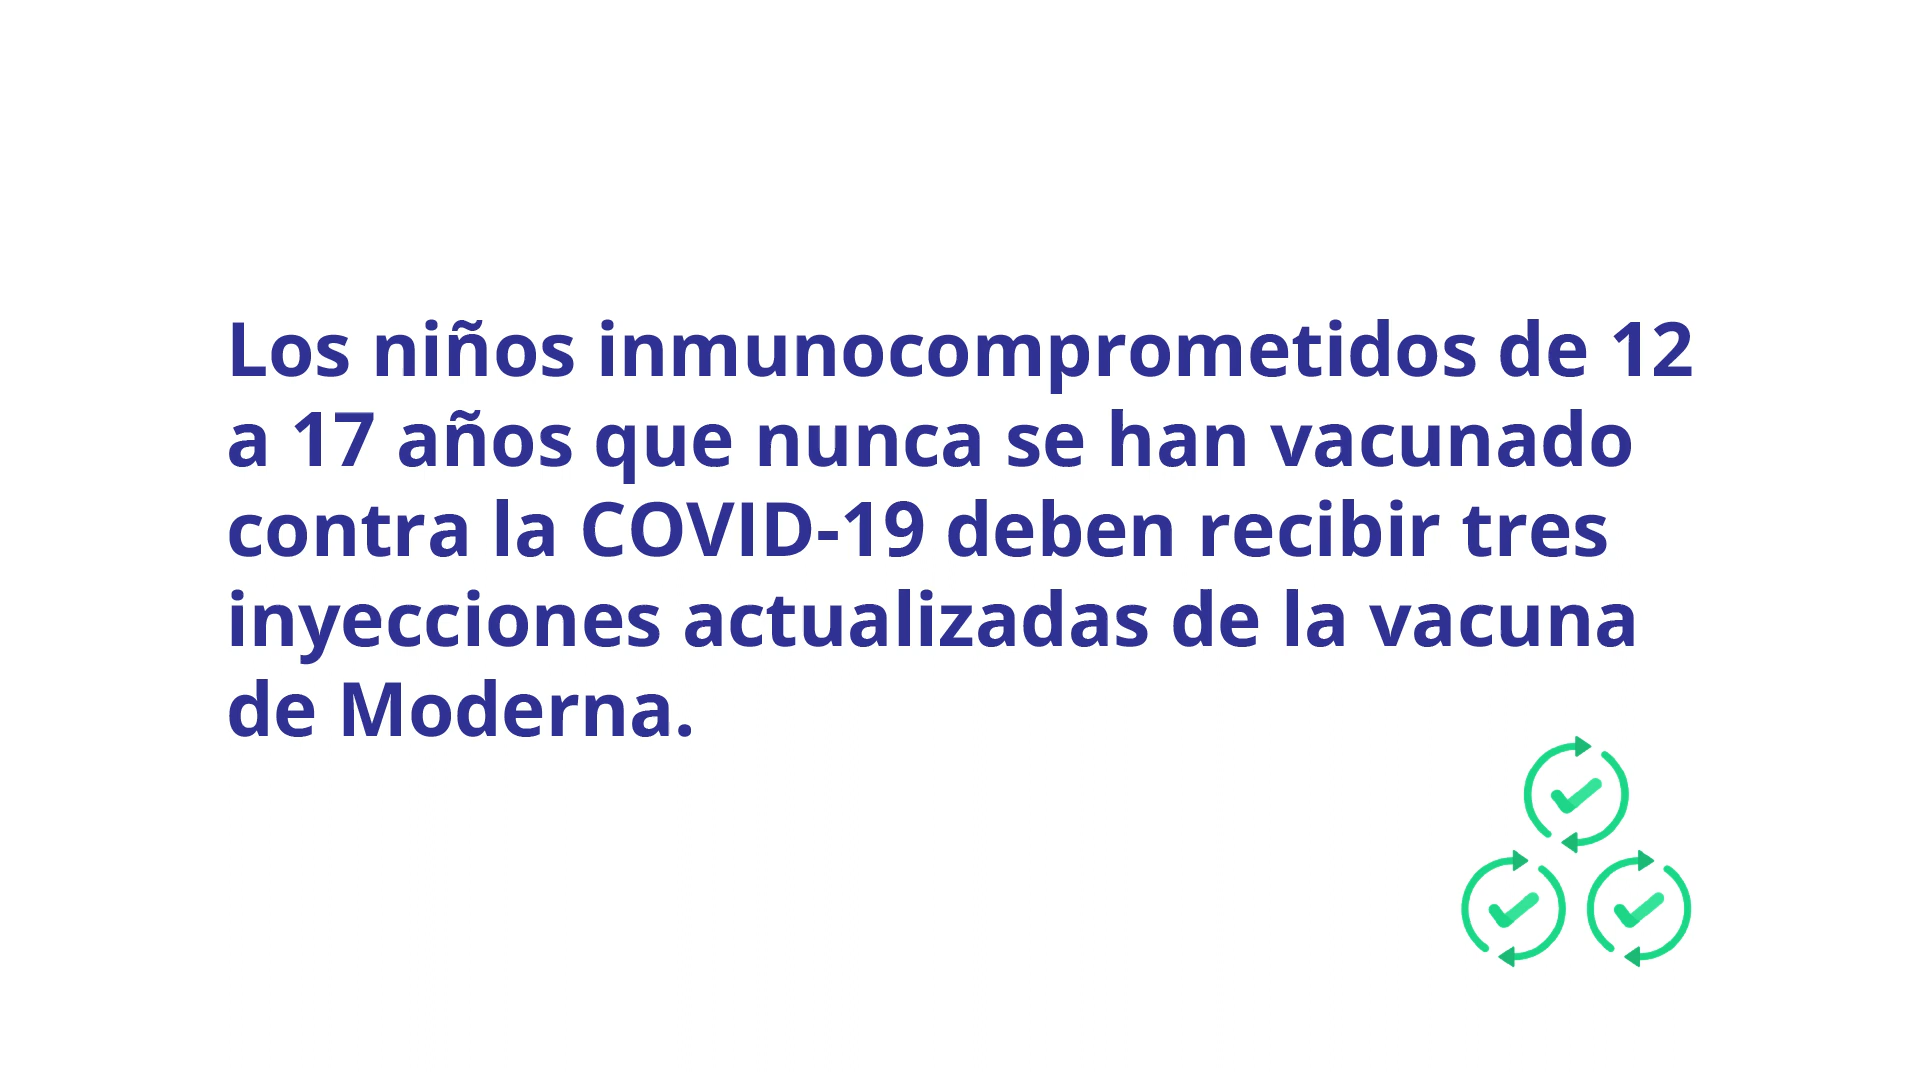 Los niños inmunocomprometidos de 12
a 17 años que nunca se han vacunado
contra la COVID-19 deben recibir tres
inyecciones actualizadas de la vacuna
de Moderna.